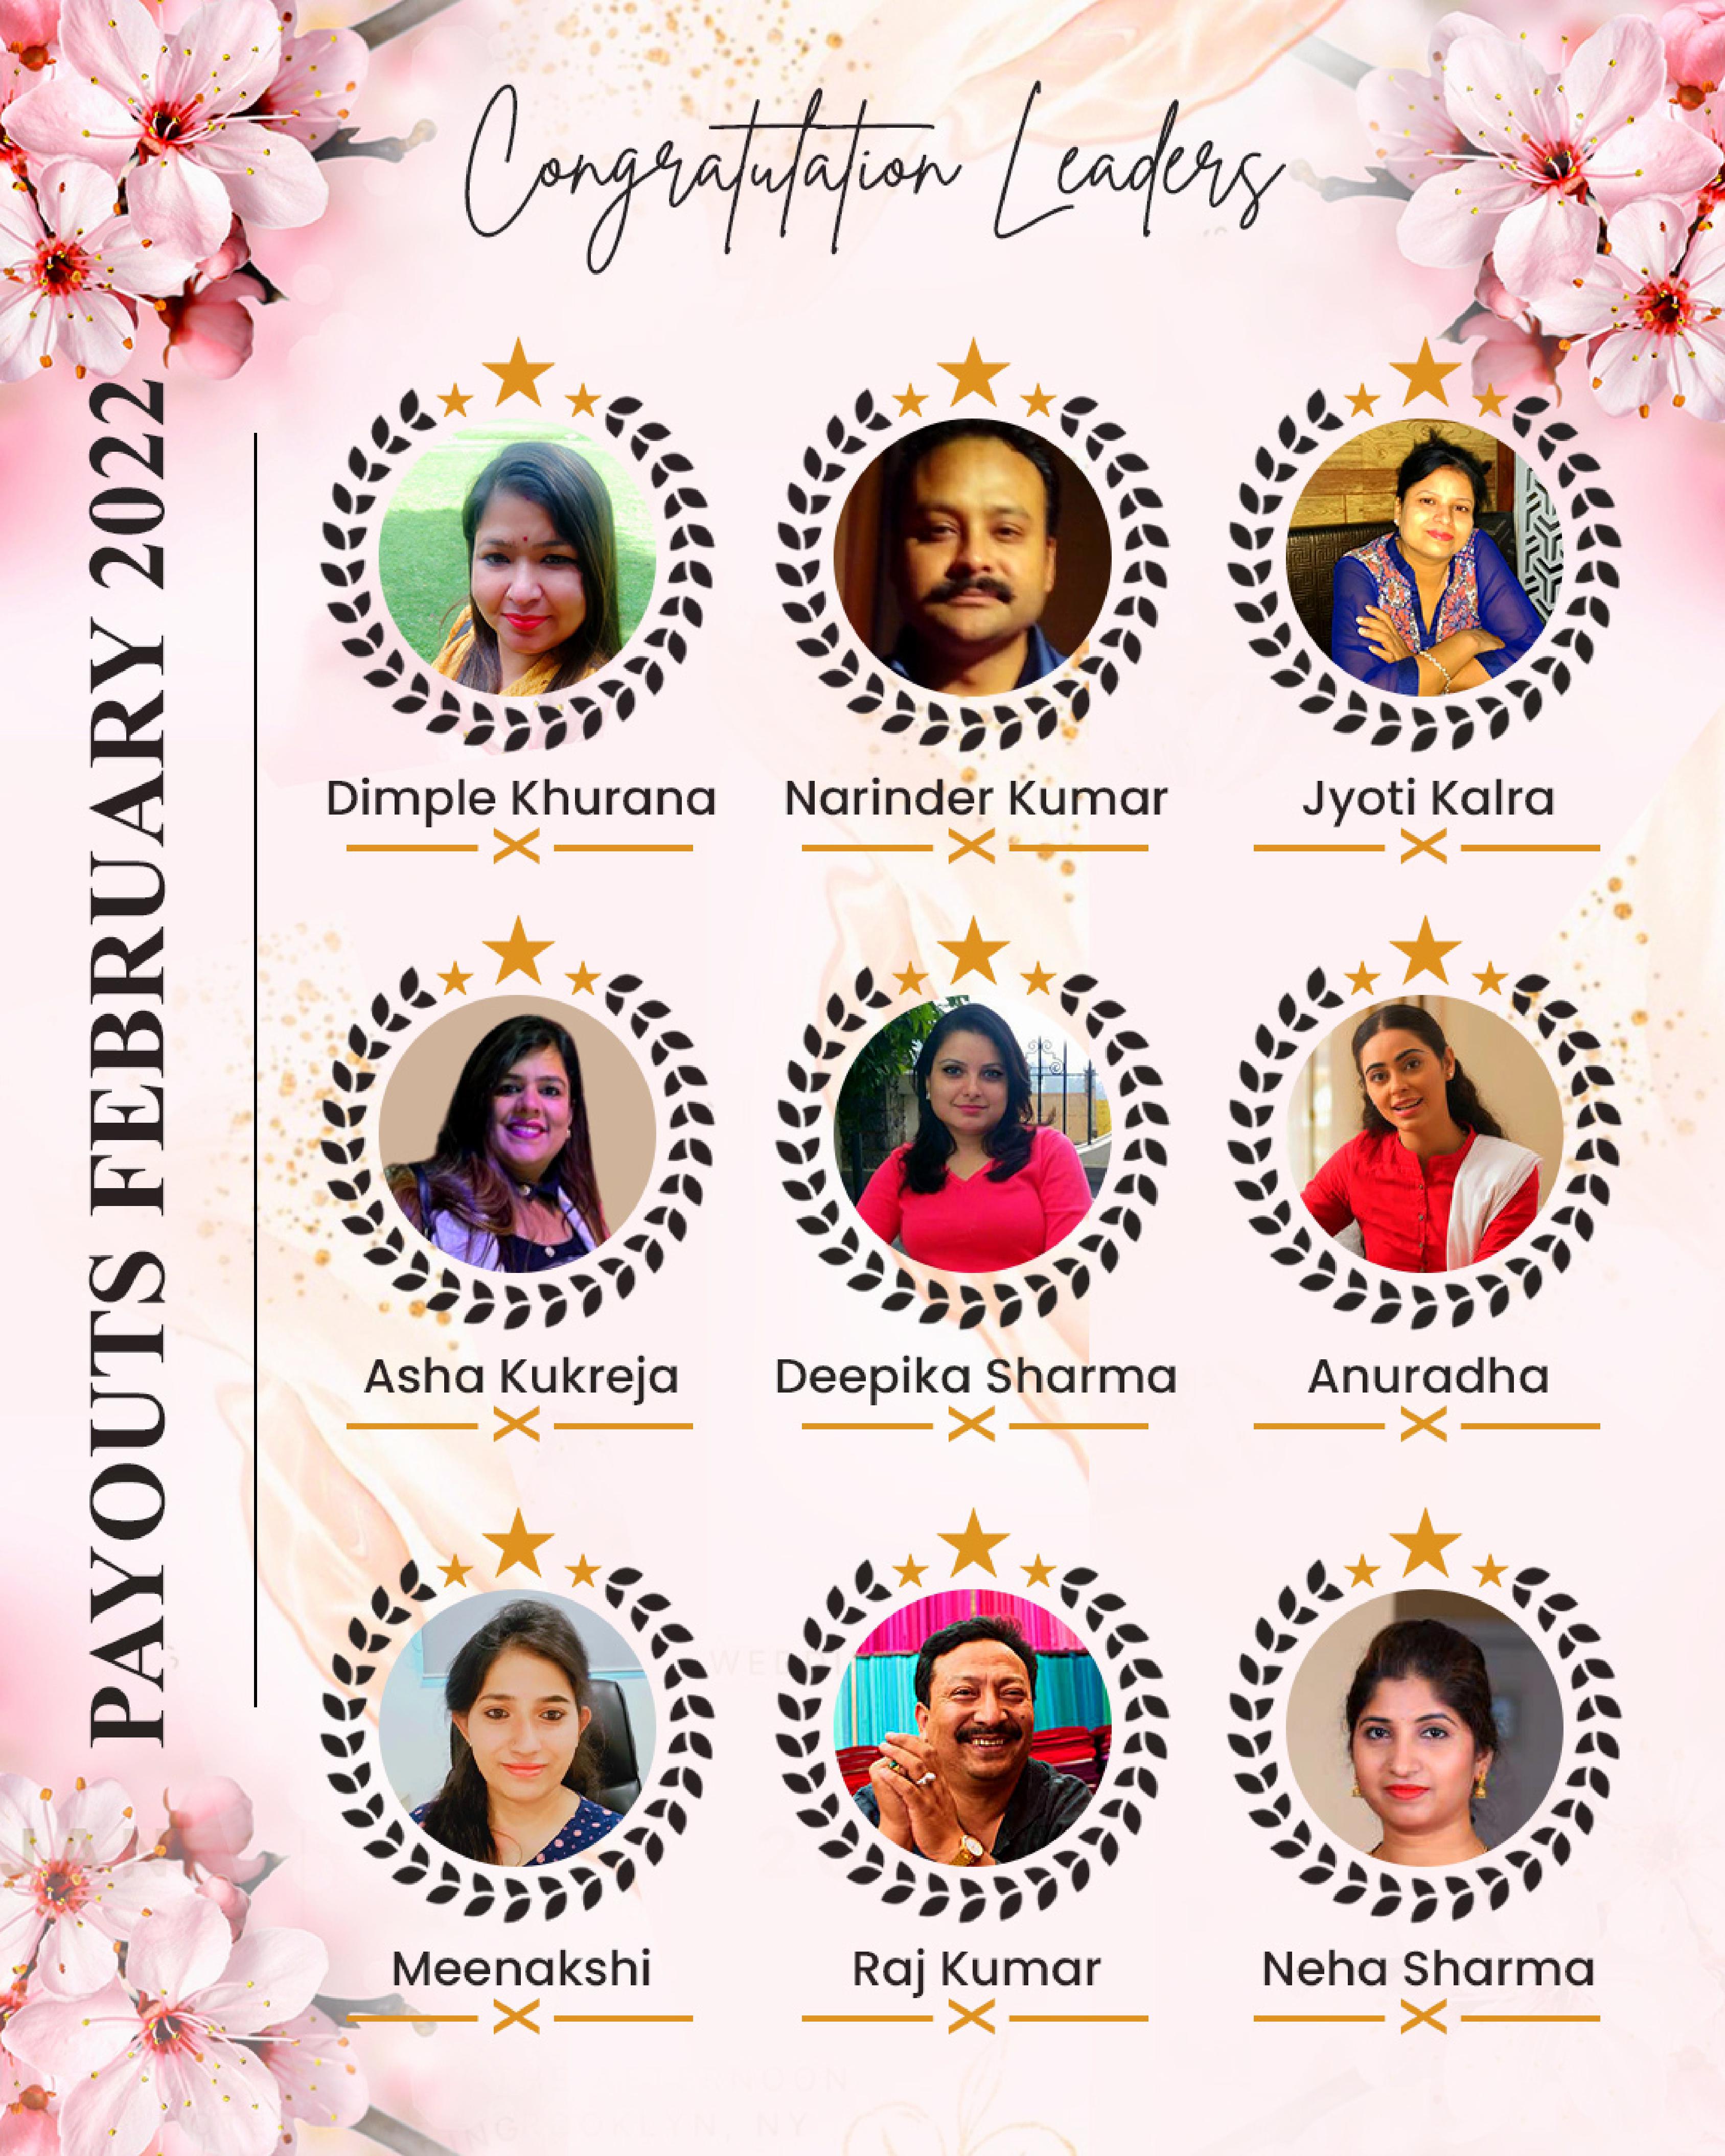 Congratulation Leaders
PAYOUTS FEBRUARY 2022
Dimple Khurana
Narinder Kumar
Jyoti Kalra
Asha Kukreja
Deepika Sharma
Anuradha
Meenakshi
Raj Kumar
Neha Sharma